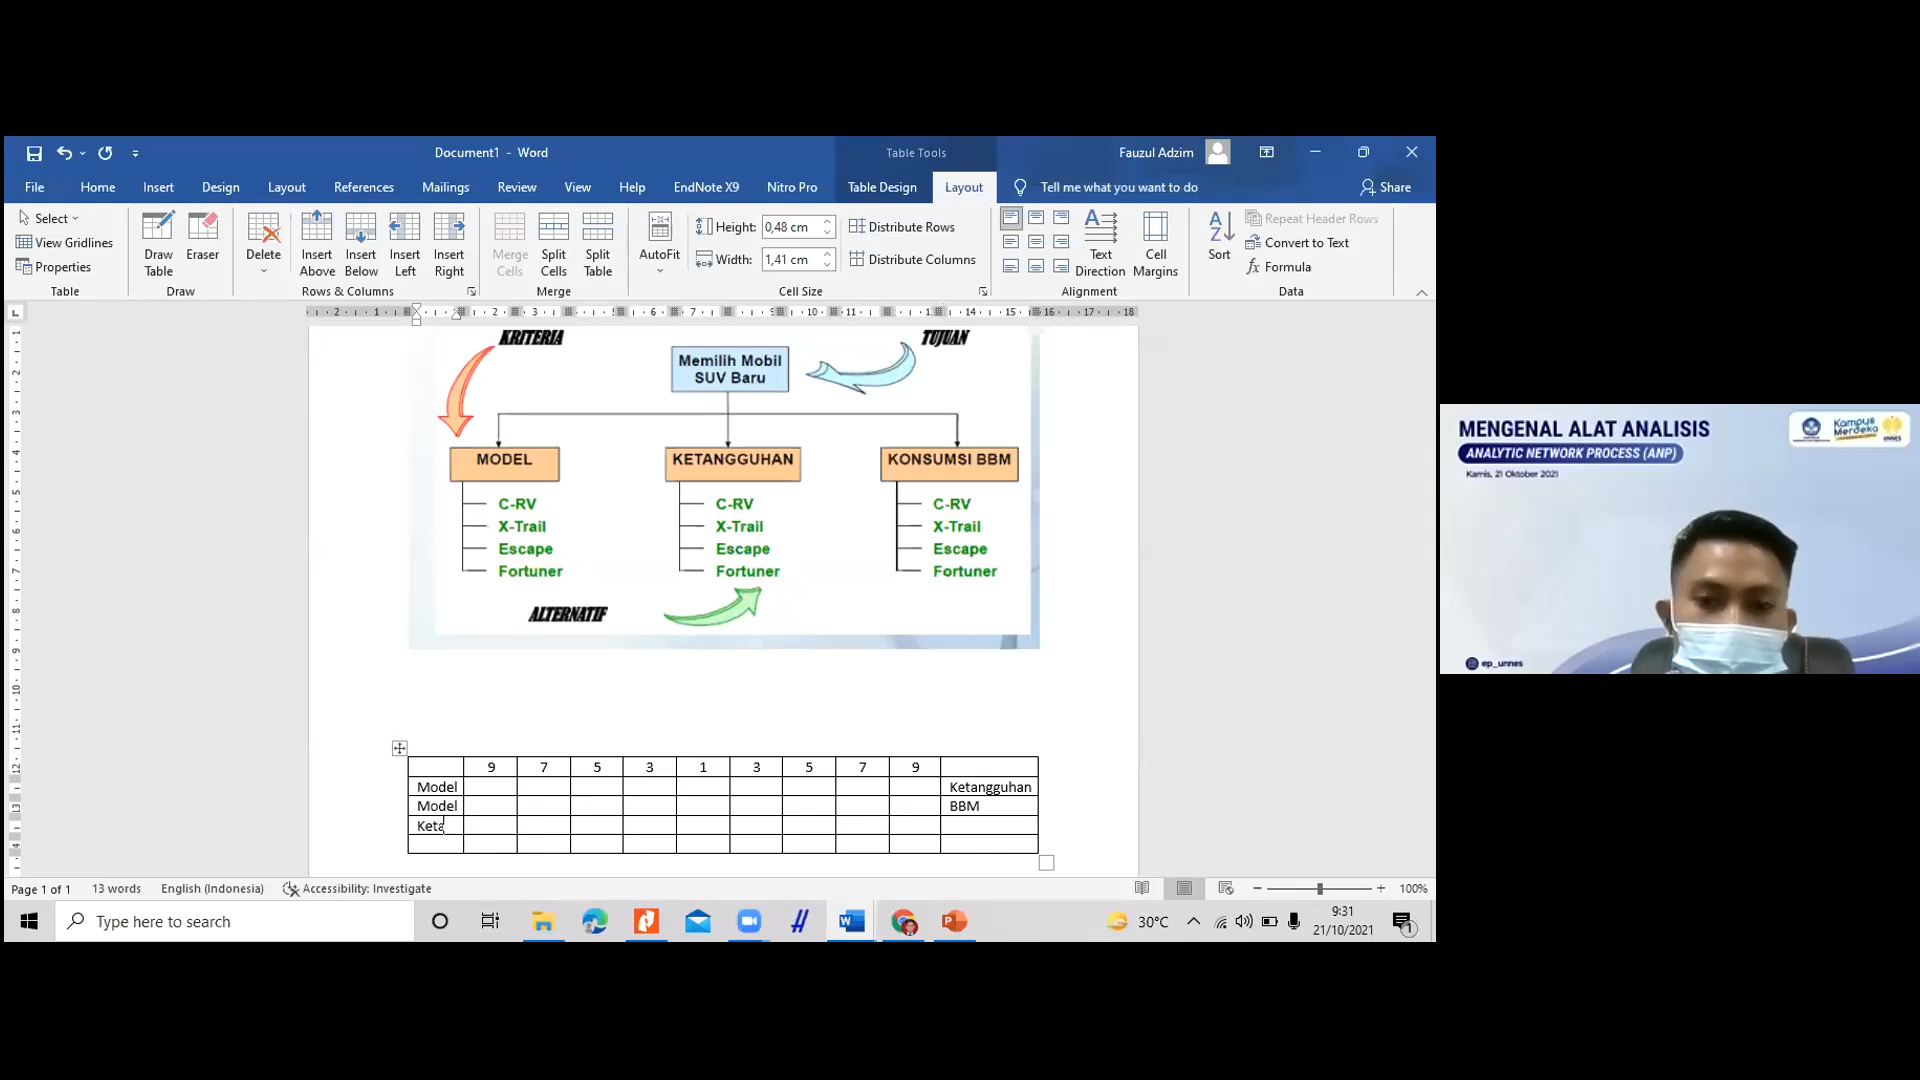 Document1 - Word
Table Tools
Fauzul Adzim
File Home Insert Design Layout References Mailings Review View Help EndNote X9 Nitro Pro Table Design Layout Tell me what you want to do Share
Select
View Gridlines
Properties
Table
Draw Table
Eraser
Draw
Delete
Insert Above
Insert Below
Insert Left
Insert Right
Rows & Columns
Merge Cells
Split Cells
Split Table
Merge
AutoFit
Height: 0,48 cm
Width: 1,41 cm
Distribute Rows
Distribute Columns
Cell Size
Text Direction
Cell Margins
Alignment
Sort
Repeat Header Rows
Convert to Text
Formula
Data
KRITERIA
TUJUAN
Memilih Mobil
SUV Baru
MODEL KETANGGUHAN KONSUMSI BBM
C-RV C-RV C-RV
X-Trail X-Trail X-Trail
Escape Escape Escape
Fortuner Fortuner Fortuner
ALTERNATIF
9 7 5 3 1 3 5 7 9
Model Ketangguhan
Model BBM
Keta
Page 1 of 1 13 words English (Indonesia) Accessibility: Investigate 100%
Type here to search
30°C
9:31
21/10/2021
1
MENGENAL ALAT ANALISIS
ANALYTIC NETWORK PROCESS (ANP)
Kamis, 21 Oktober 2021
Kampus
Merdeka
UNNES
ep_unnes